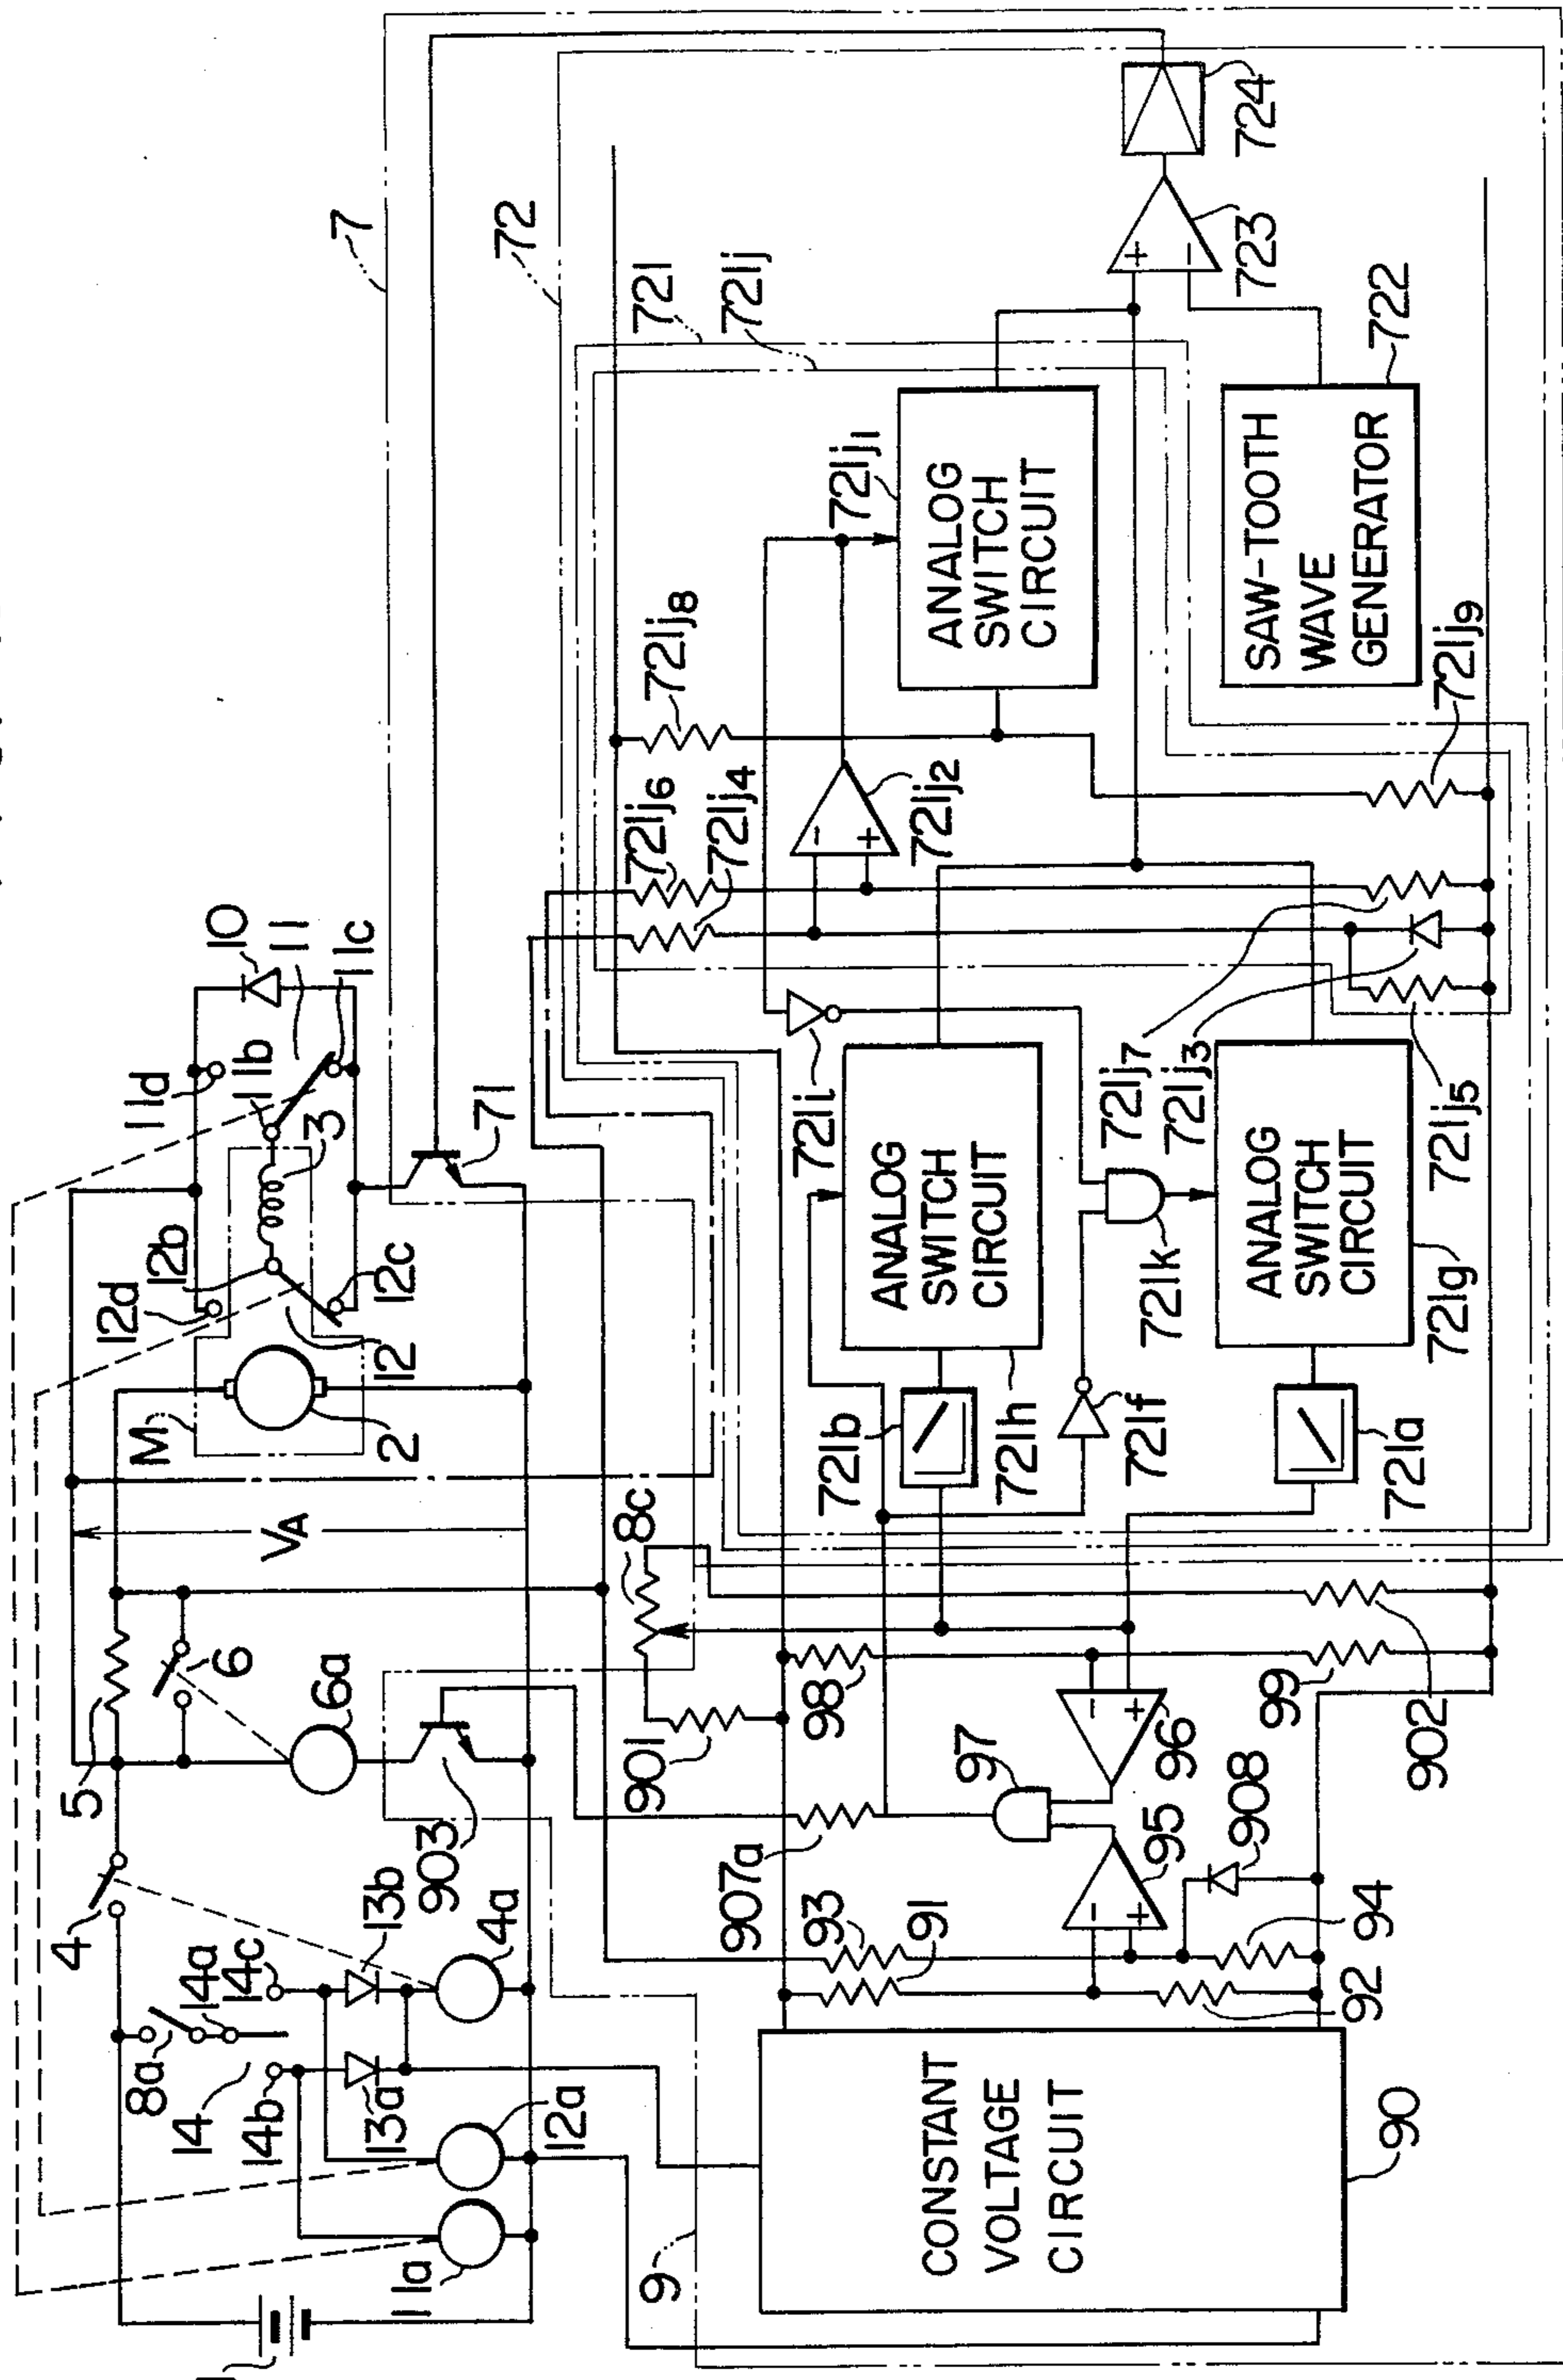 7
72
721
721j
724
723
722
721j1
ANALOG
SWITCH
CIRCUIT
SAW-TOOTH
WAVE
GENERATOR
721j8
721j9
721j6
721j4
721j2
10
11
11c
11d
11b
3
71
12d
12b
12c
12
M
2
VA
721i
ANALOG
SWITCH
CIRCUIT
721j7
721j3
721j5
721k
ANALOG
SWITCH
CIRCUIT
721g
721b
721h
721f
721a
8c
5
6
6a
901
98
99
902
96
97
4
903
907a
95
908
13b
4a
93
91
94
92
14a
14c
8a
14
14b
13a
12a
11a
9
CONSTANT
VOLTAGE
CIRCUIT
90